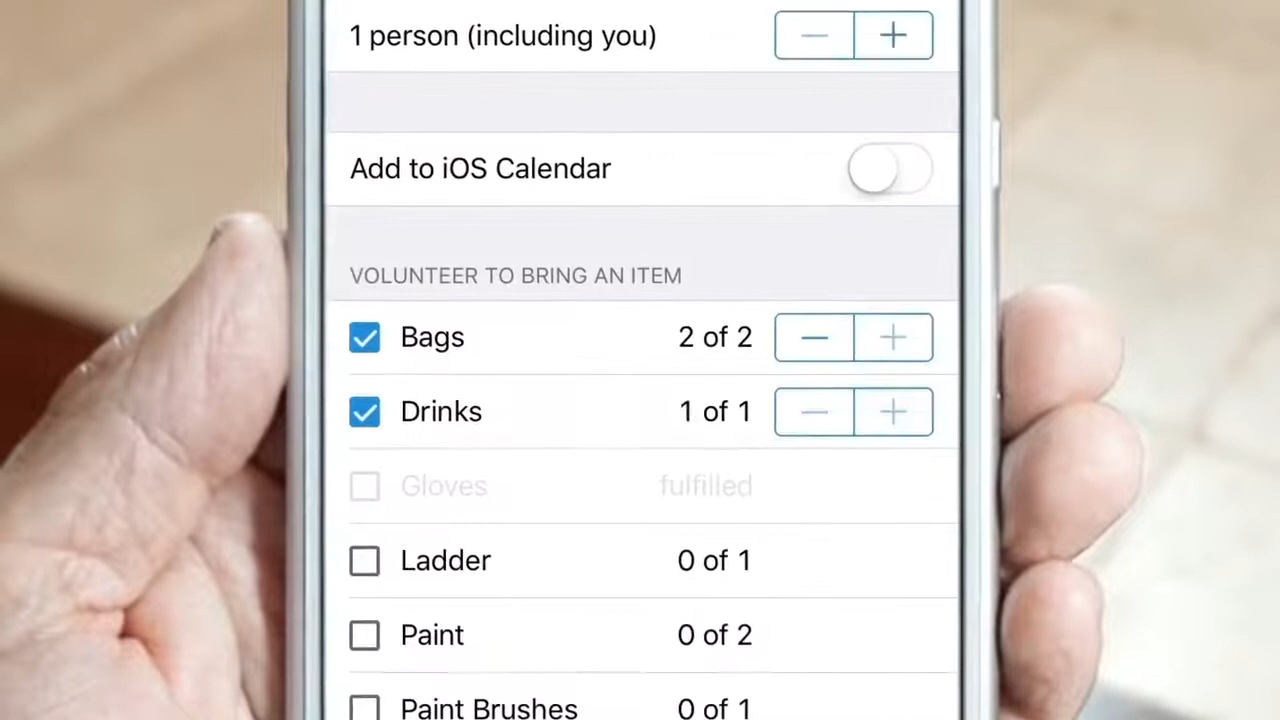 1 person (including you)
Add to iOS Calendar
VOLUNTEER TO BRING AN ITEM
Bags 2 of 2
Drinks 1 of 1
Gloves fulfilled
Ladder 0 of 1
Paint 0 of 2
Paint Brushes 0 of 1